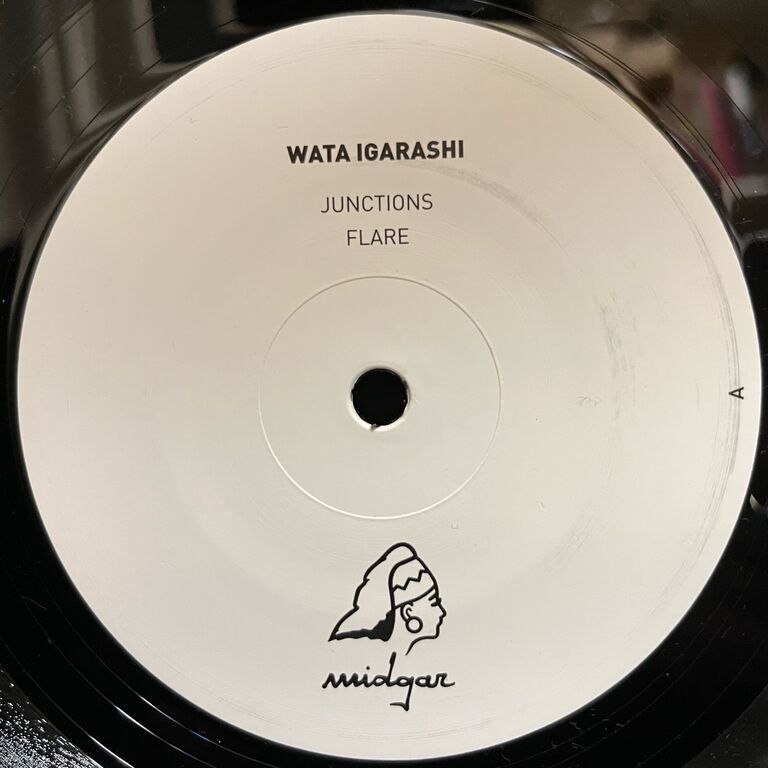 WATA IGARASHI
JUNCTIONS
FLARE
A
midgar